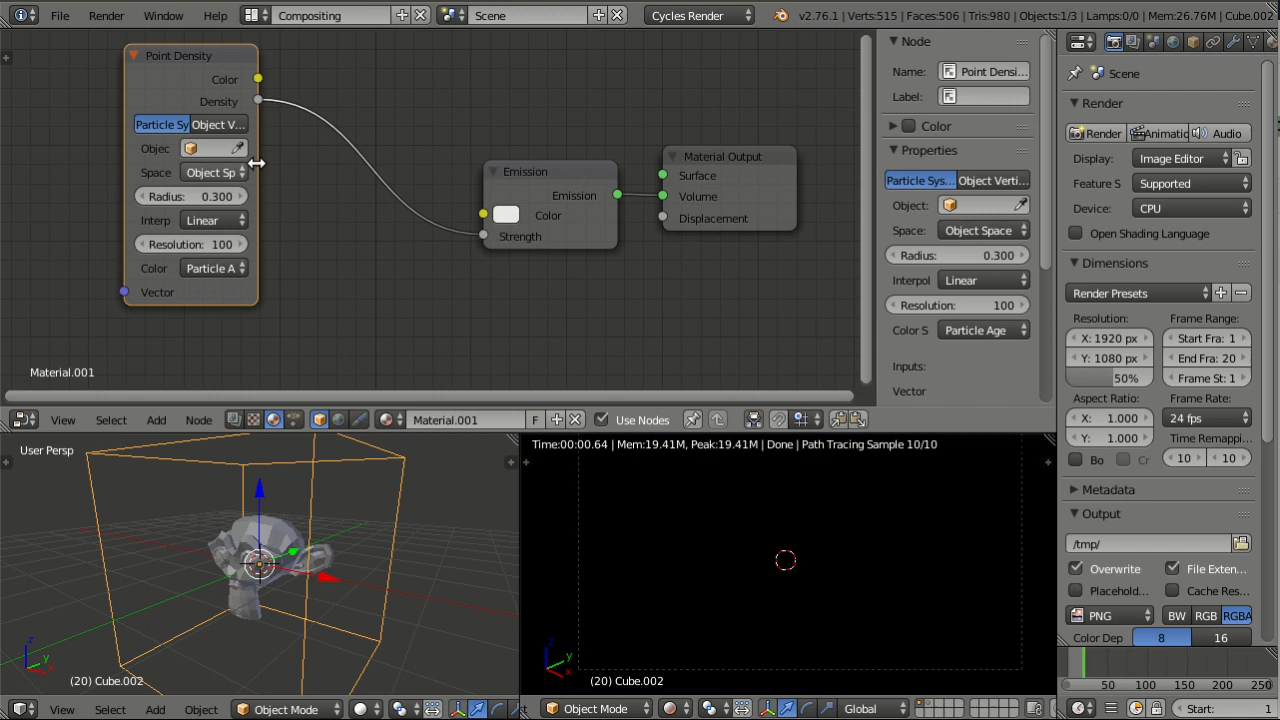 File Render Window Help Compositing Scene Cycles Render v2.76.1 | Verts:515 | Faces:506 | Tris:980 | Objects:1/3 | Lamps:0/0 | Mem:26.76M | Cube.002
Point Density
Color
Density
Particle Sy Object V...
Objec
Space Object Sp
Radius: 0.300
Interp Linear
Resolution: 100
Color Particle A
Vector
Emission
Emission
Color
Strength
Material Output
Surface
Volume
Displacement
Material.001
Node
Name: Point Densi...
Label:
Color
Properties
Particle Sys... Object Verti...
Object:
Space: Object Space
Radius: 0.300
Interpol Linear
Resolution: 100
Color S Particle Age
Inputs:
Vector
View Select Add Node Material.001 F Use Nodes
User Persp
(20) Cube.002
View Select Add Object Object Mode
Time:00:00.64 | Mem:19.41M, Peak:19.41M | Done | Path Tracing Sample 10/10
(20) Cube.002
Object Mode Global
Scene
Render
Render Animatic Audio
Display: Image Editor
Feature S Supported
Device: CPU
Open Shading Language
Dimensions
Render Presets
Resolution: Frame Range:
X: 1920 px Start Fra: 1
Y: 1080 px End Fra: 20
50% Frame St: 1
Aspect Ratio: Frame Rate:
X: 1.000 24 fps
Y: 1.000 Time Remappi...
Bo Cr 10 10
Metadata
Output
/tmp/
Overwrite File Exten...
Placehold... Cache Res...
PNG BW RGB RGBA
Color Dep 8 16
50 100 150 200 250
Start: 1